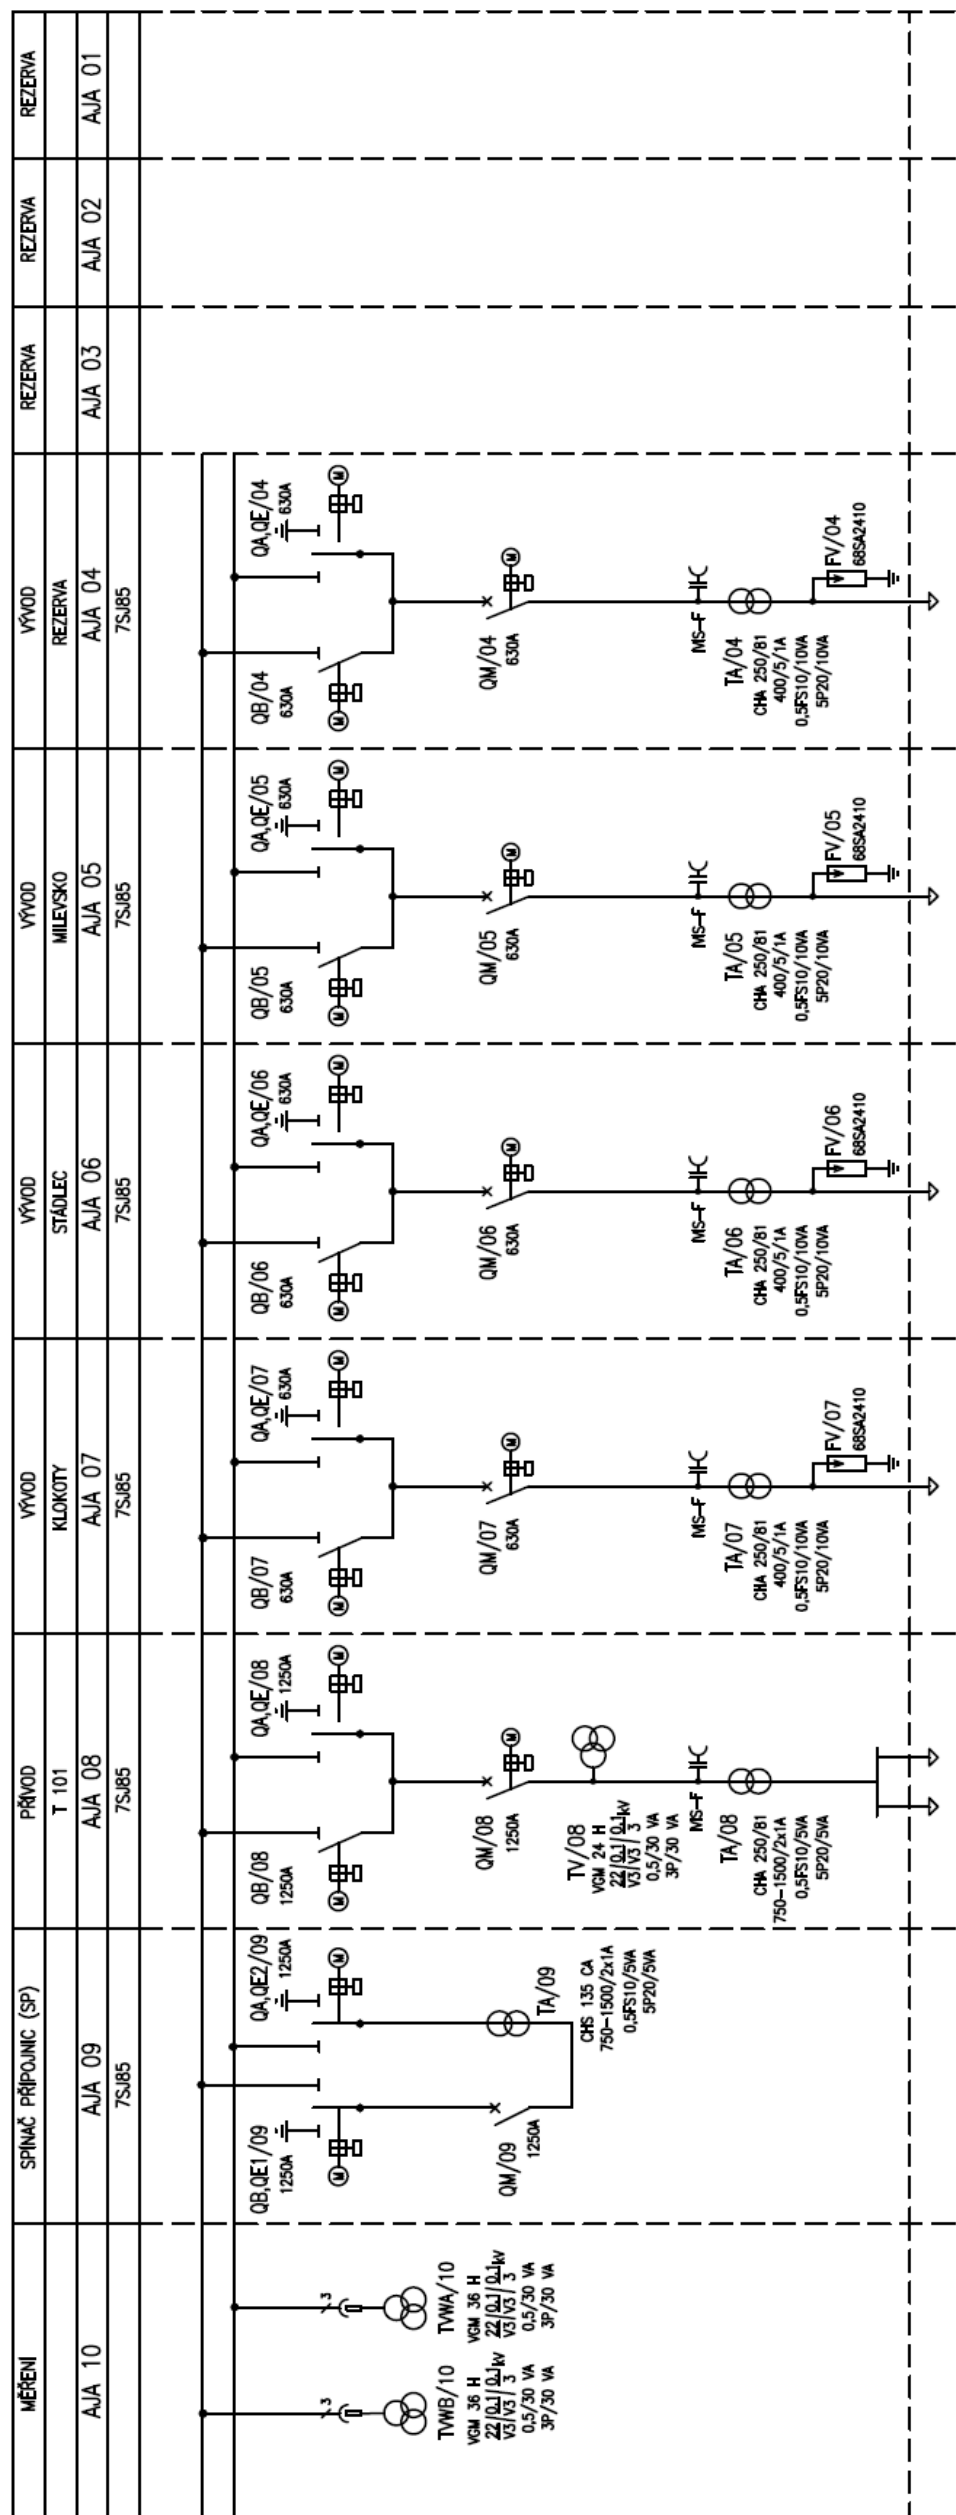 MĚŘENÍ
AJA 10
TVWB/10
VGM 36 H
22/0.1/0.1kV
V3/V3/ 3
0,5/30 VA
3P/30 VA
3
TVWA/10
VGM 36 H
22/0.1/0.1kV
V3/V3/ 3
0,5/30 VA
3P/30 VA
3
SPÍNAČ PŘÍPOJNIC (SP)
AJA 09
7SJ85
QB,QE1/09
1250A
QA,QE2/09
1250A
M
M
QM/09
1250A
TA/09
CHS 135 CA
750-1500/2x1A
0,5FS10/5VA
5P20/5VA
PŘÍVOD
T 101
AJA 08
7SJ85
QB/08
1250A
QA,QE/08
1250A
M
M
QM/08
1250A
M
TV/08
VGM 24 H
22/0.1/0.1kV
V3/V3/ 3
0,5/30 VA
3P/30 VA
MS-F
TA/08
CHA 250/81
750-1500/2x1A
0,5FS10/5VA
5P20/5VA
VÝVOD
KLOKOTY
AJA 07
7SJ85
QB/07
630A
QA,QE/07
630A
M
M
QM/07
630A
M
MS-F
TA/07
CHA 250/81
400/5/1A
0,5FS10/10VA
5P20/10VA
FV/07
68SA2410
VÝVOD
STÁDLEC
AJA 06
7SJ85
QB/06
630A
QA,QE/06
630A
M
M
QM/06
630A
M
MS-F
TA/06
CHA 250/81
400/5/1A
0,5FS10/10VA
5P20/10VA
FV/06
68SA2410
VÝVOD
MILEVSKO
AJA 05
7SJ85
QB/05
630A
QA,QE/05
630A
M
M
QM/05
630A
M
MS-F
TA/05
CHA 250/81
400/5/1A
0,5FS10/10VA
5P20/10VA
FV/05
68SA2410
VÝVOD
REZERVA
AJA 04
7SJ85
QB/04
630A
QA,QE/04
630A
M
M
QM/04
630A
M
MS-F
TA/04
CHA 250/81
400/5/1A
0,5FS10/10VA
5P20/10VA
FV/04
68SA2410
REZERVA
AJA 03
REZERVA
AJA 02
REZERVA
AJA 01